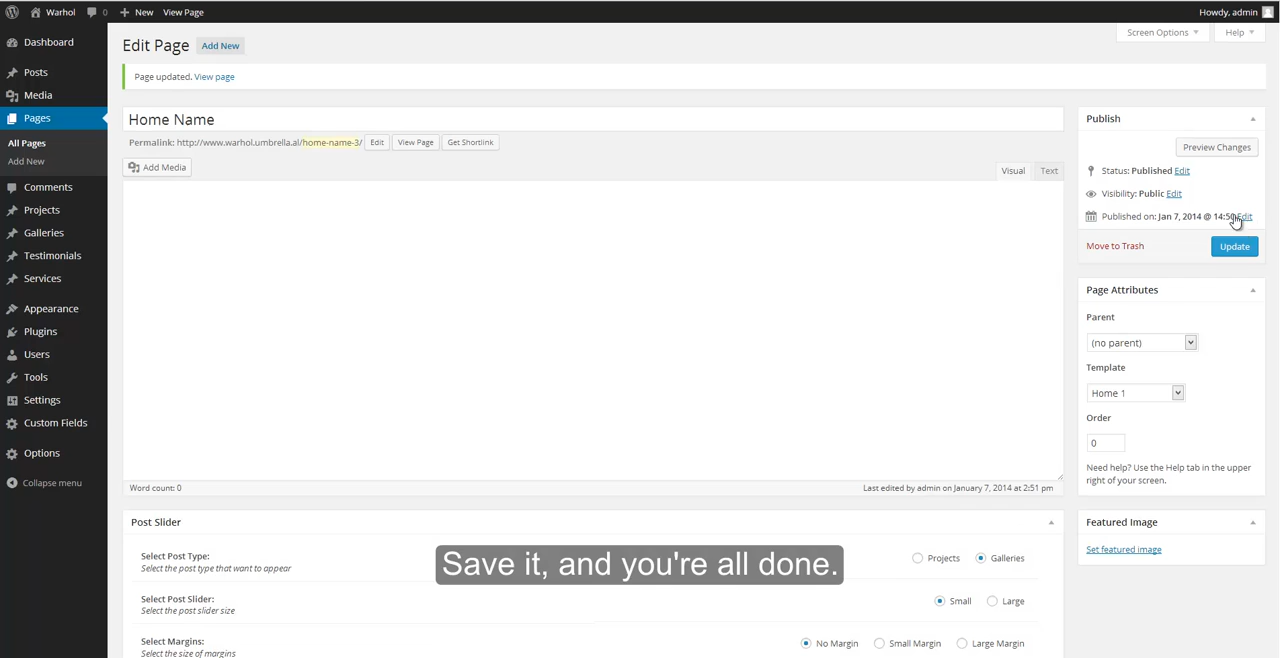 Warhol 0 New View Page Howdy, admin
Screen Options Help
Dashboard
Posts
Media
Pages
All Pages
Add New
Comments
Projects
Galleries
Testimonials
Services
Appearance
Plugins
Users
Tools
Settings
Custom Fields
Options
Collapse menu
Edit Page Add New
Page updated. View page
Home Name
Permalink: http://www.warhol.umbrella.al/home-name-3/ Edit View Page Get Shortlink
Add Media
Visual Text
Word count: 0 Last edited by admin on January 7, 2014 at 2:51 pm
Post Slider
Select Post Type: Projects Galleries
Select the post type that want to appear
Select Post Slider: Small Large
Select the post slider size
Select Margins: No Margin Small Margin Large Margin
Select the size of margins
Save it, and you're all done.
Publish
Preview Changes
Status: Published Edit
Visibility: Public Edit
Published on: Jan 7, 2014 @ 14:50 Edit
Move to Trash Update
Page Attributes
Parent
(no parent)
Template
Home 1
Order
0
Need help? Use the Help tab in the upper
right of your screen.
Featured Image
Set featured image